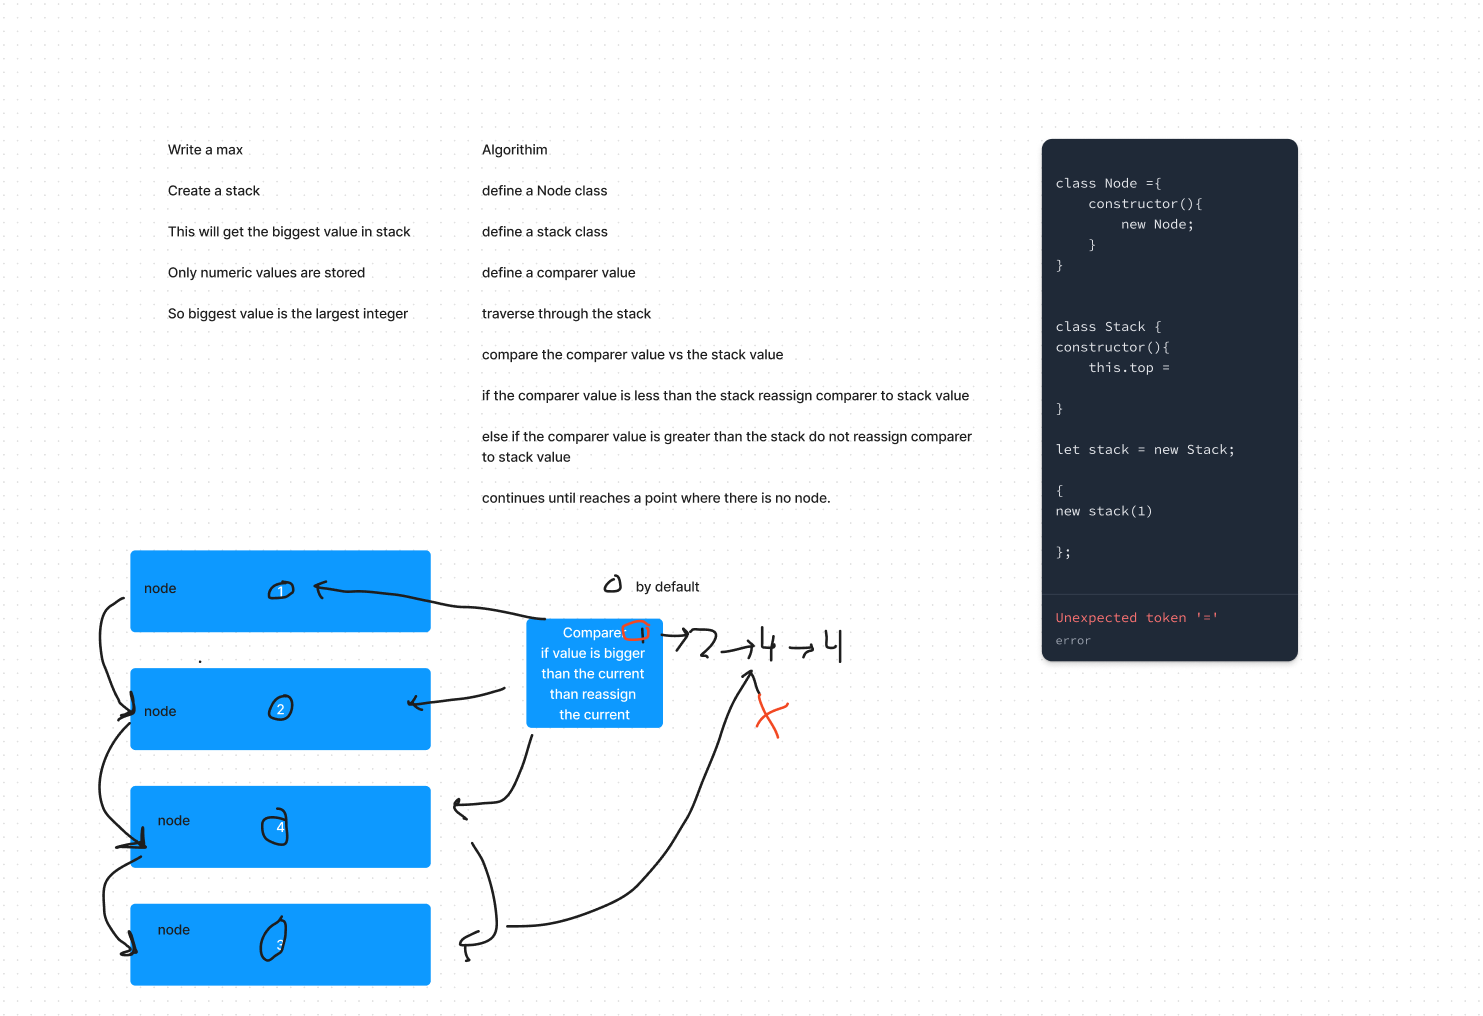 Write a max
Create a stack
This will get the biggest value in stack
Only numeric values are stored
So biggest value is the largest integer
Algorithim
define a Node class
define a stack class
define a comparer value
traverse through the stack
compare the comparer value vs the stack value
if the comparer value is less than the stack reassign comparer to stack value
else if the comparer value is greater than the stack do not reassign comparer
to stack value
continues until reaches a point where there is no node.
class Node ={
    constructor(){
        new Node;
    }
}
class Stack {
constructor(){
    this.top =
}
let stack = new Stack;
{
new stack(1)
};
Unexpected token '='
error
node 1
node 2
node 4
node 3
0 by default
Comparer 1
if value is bigger
than the current
than reassign
the current
2 4 4